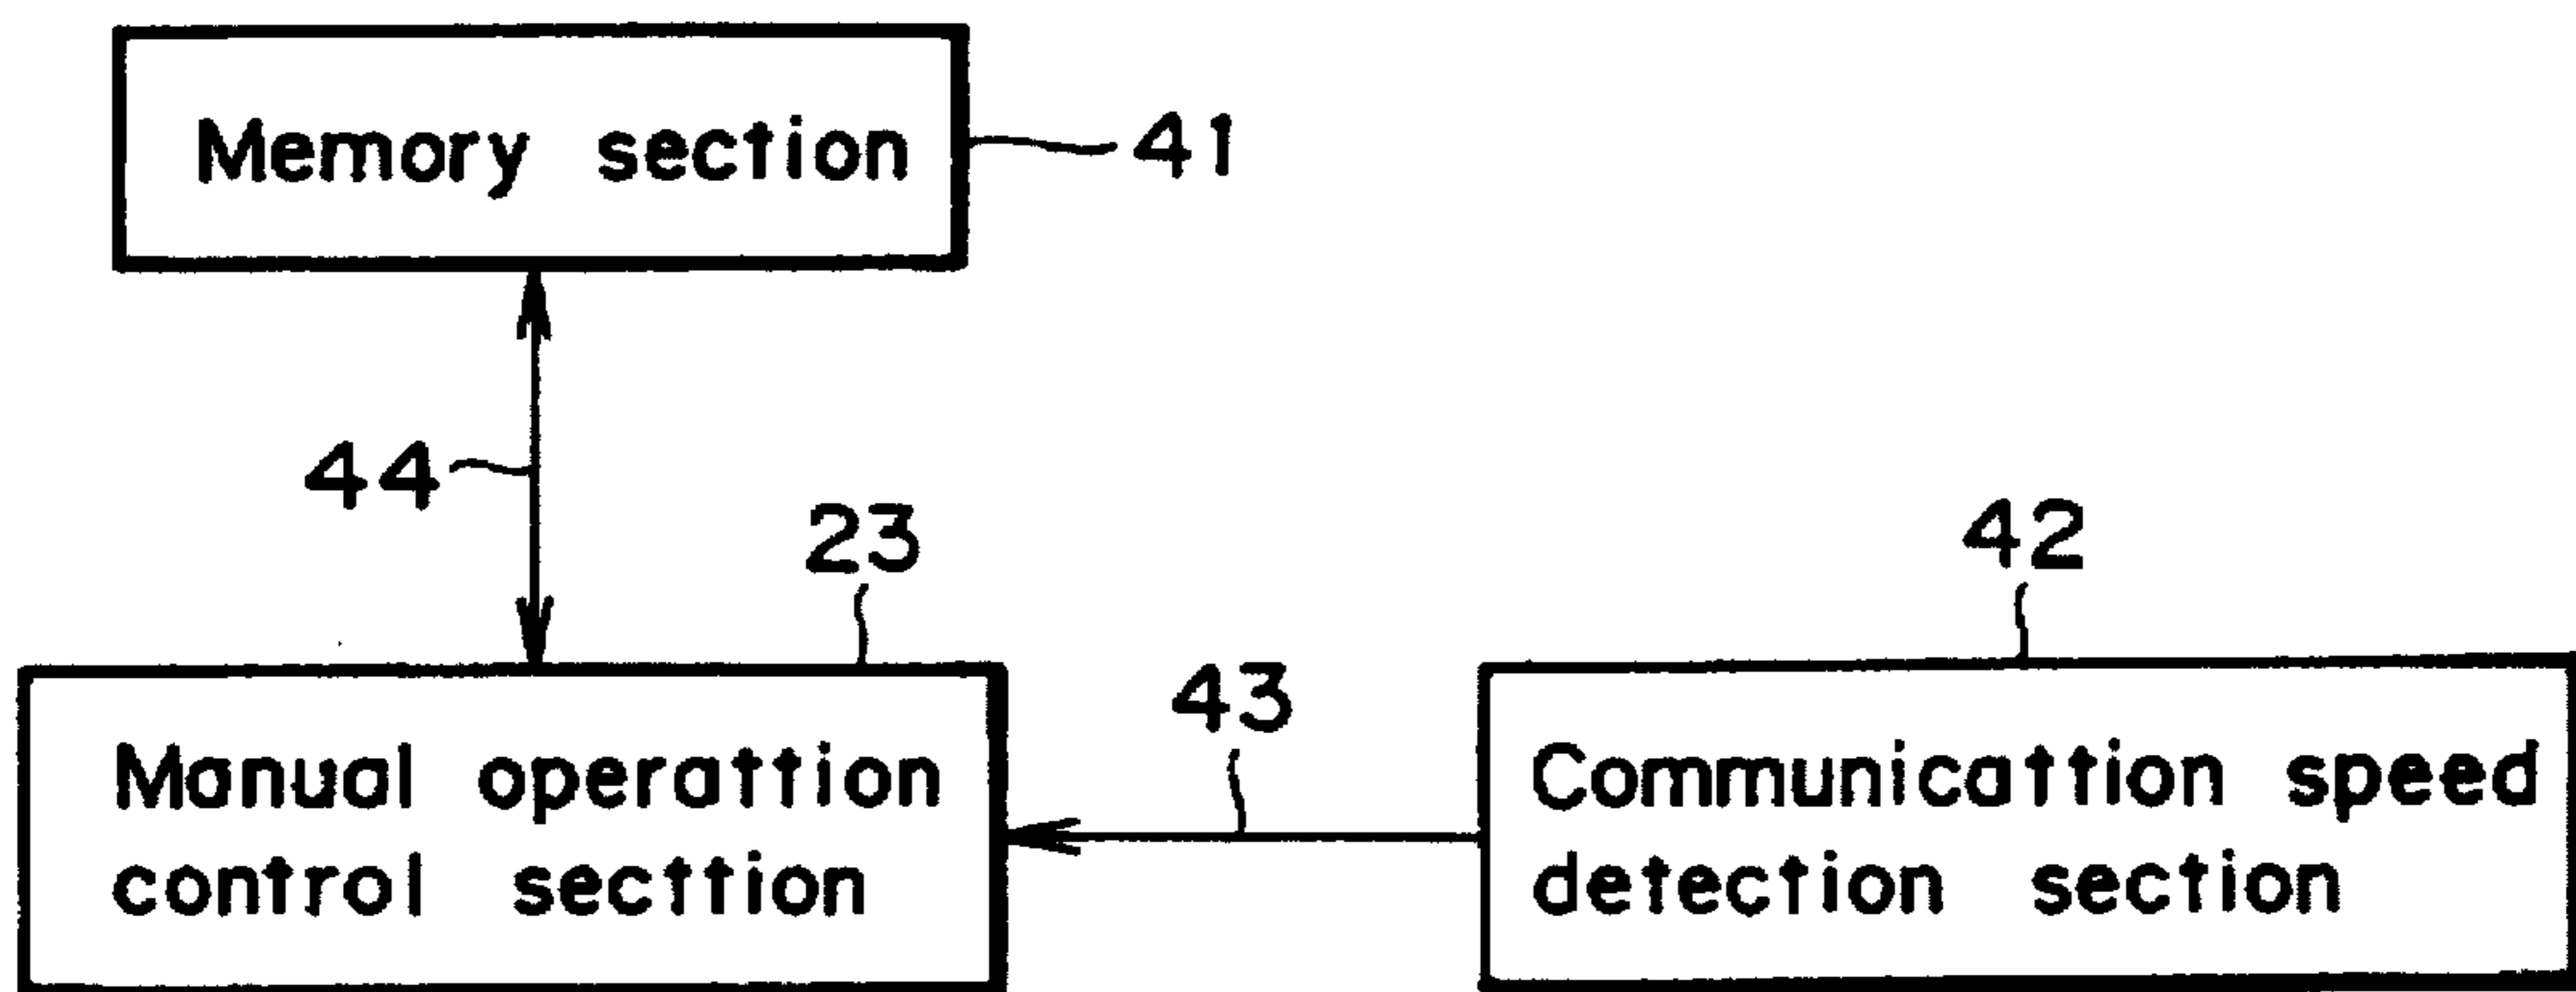 Memory section
41
44
23
42
43
Manual operattion
control secttion
Communicattion speed
detection section